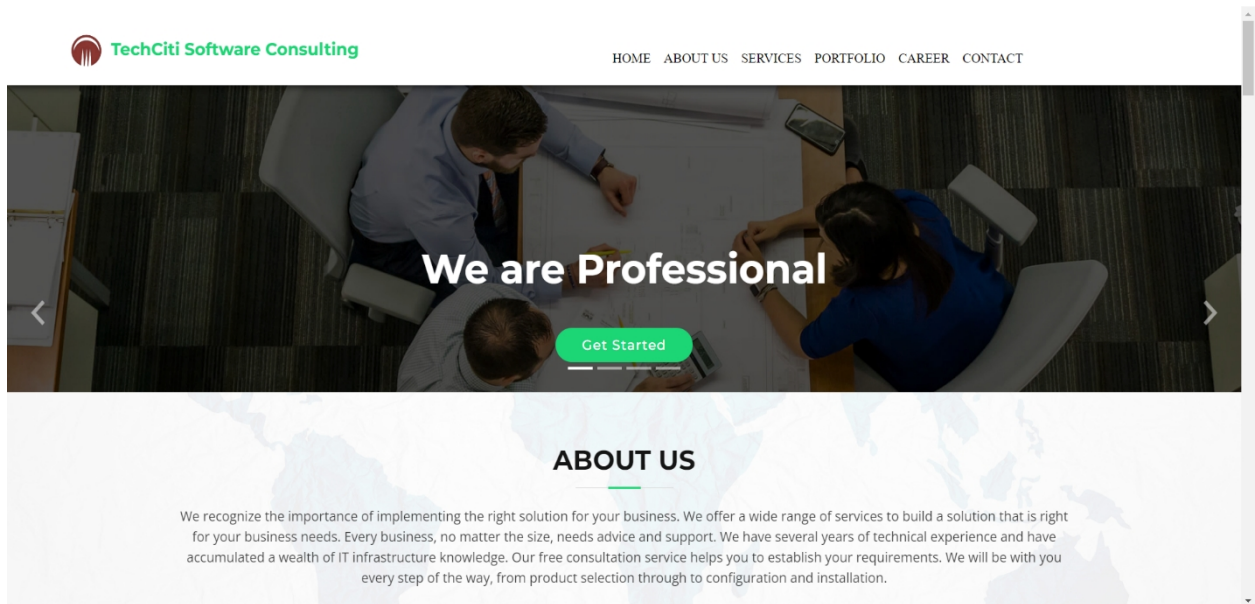 TechCiti Software Consulting
HOME ABOUT US SERVICES PORTFOLIO CAREER CONTACT
We are Professional
Get Started
ABOUT US
We recognize the importance of implementing the right solution for your business. We offer a wide range of services to build a solution that is right
for your business needs. Every business, no matter the size, needs advice and support. We have several years of technical experience and have
accumulated a wealth of IT infrastructure knowledge. Our free consultation service helps you to establish your requirements. We will be with you
every step of the way, from product selection through to configuration and installation.